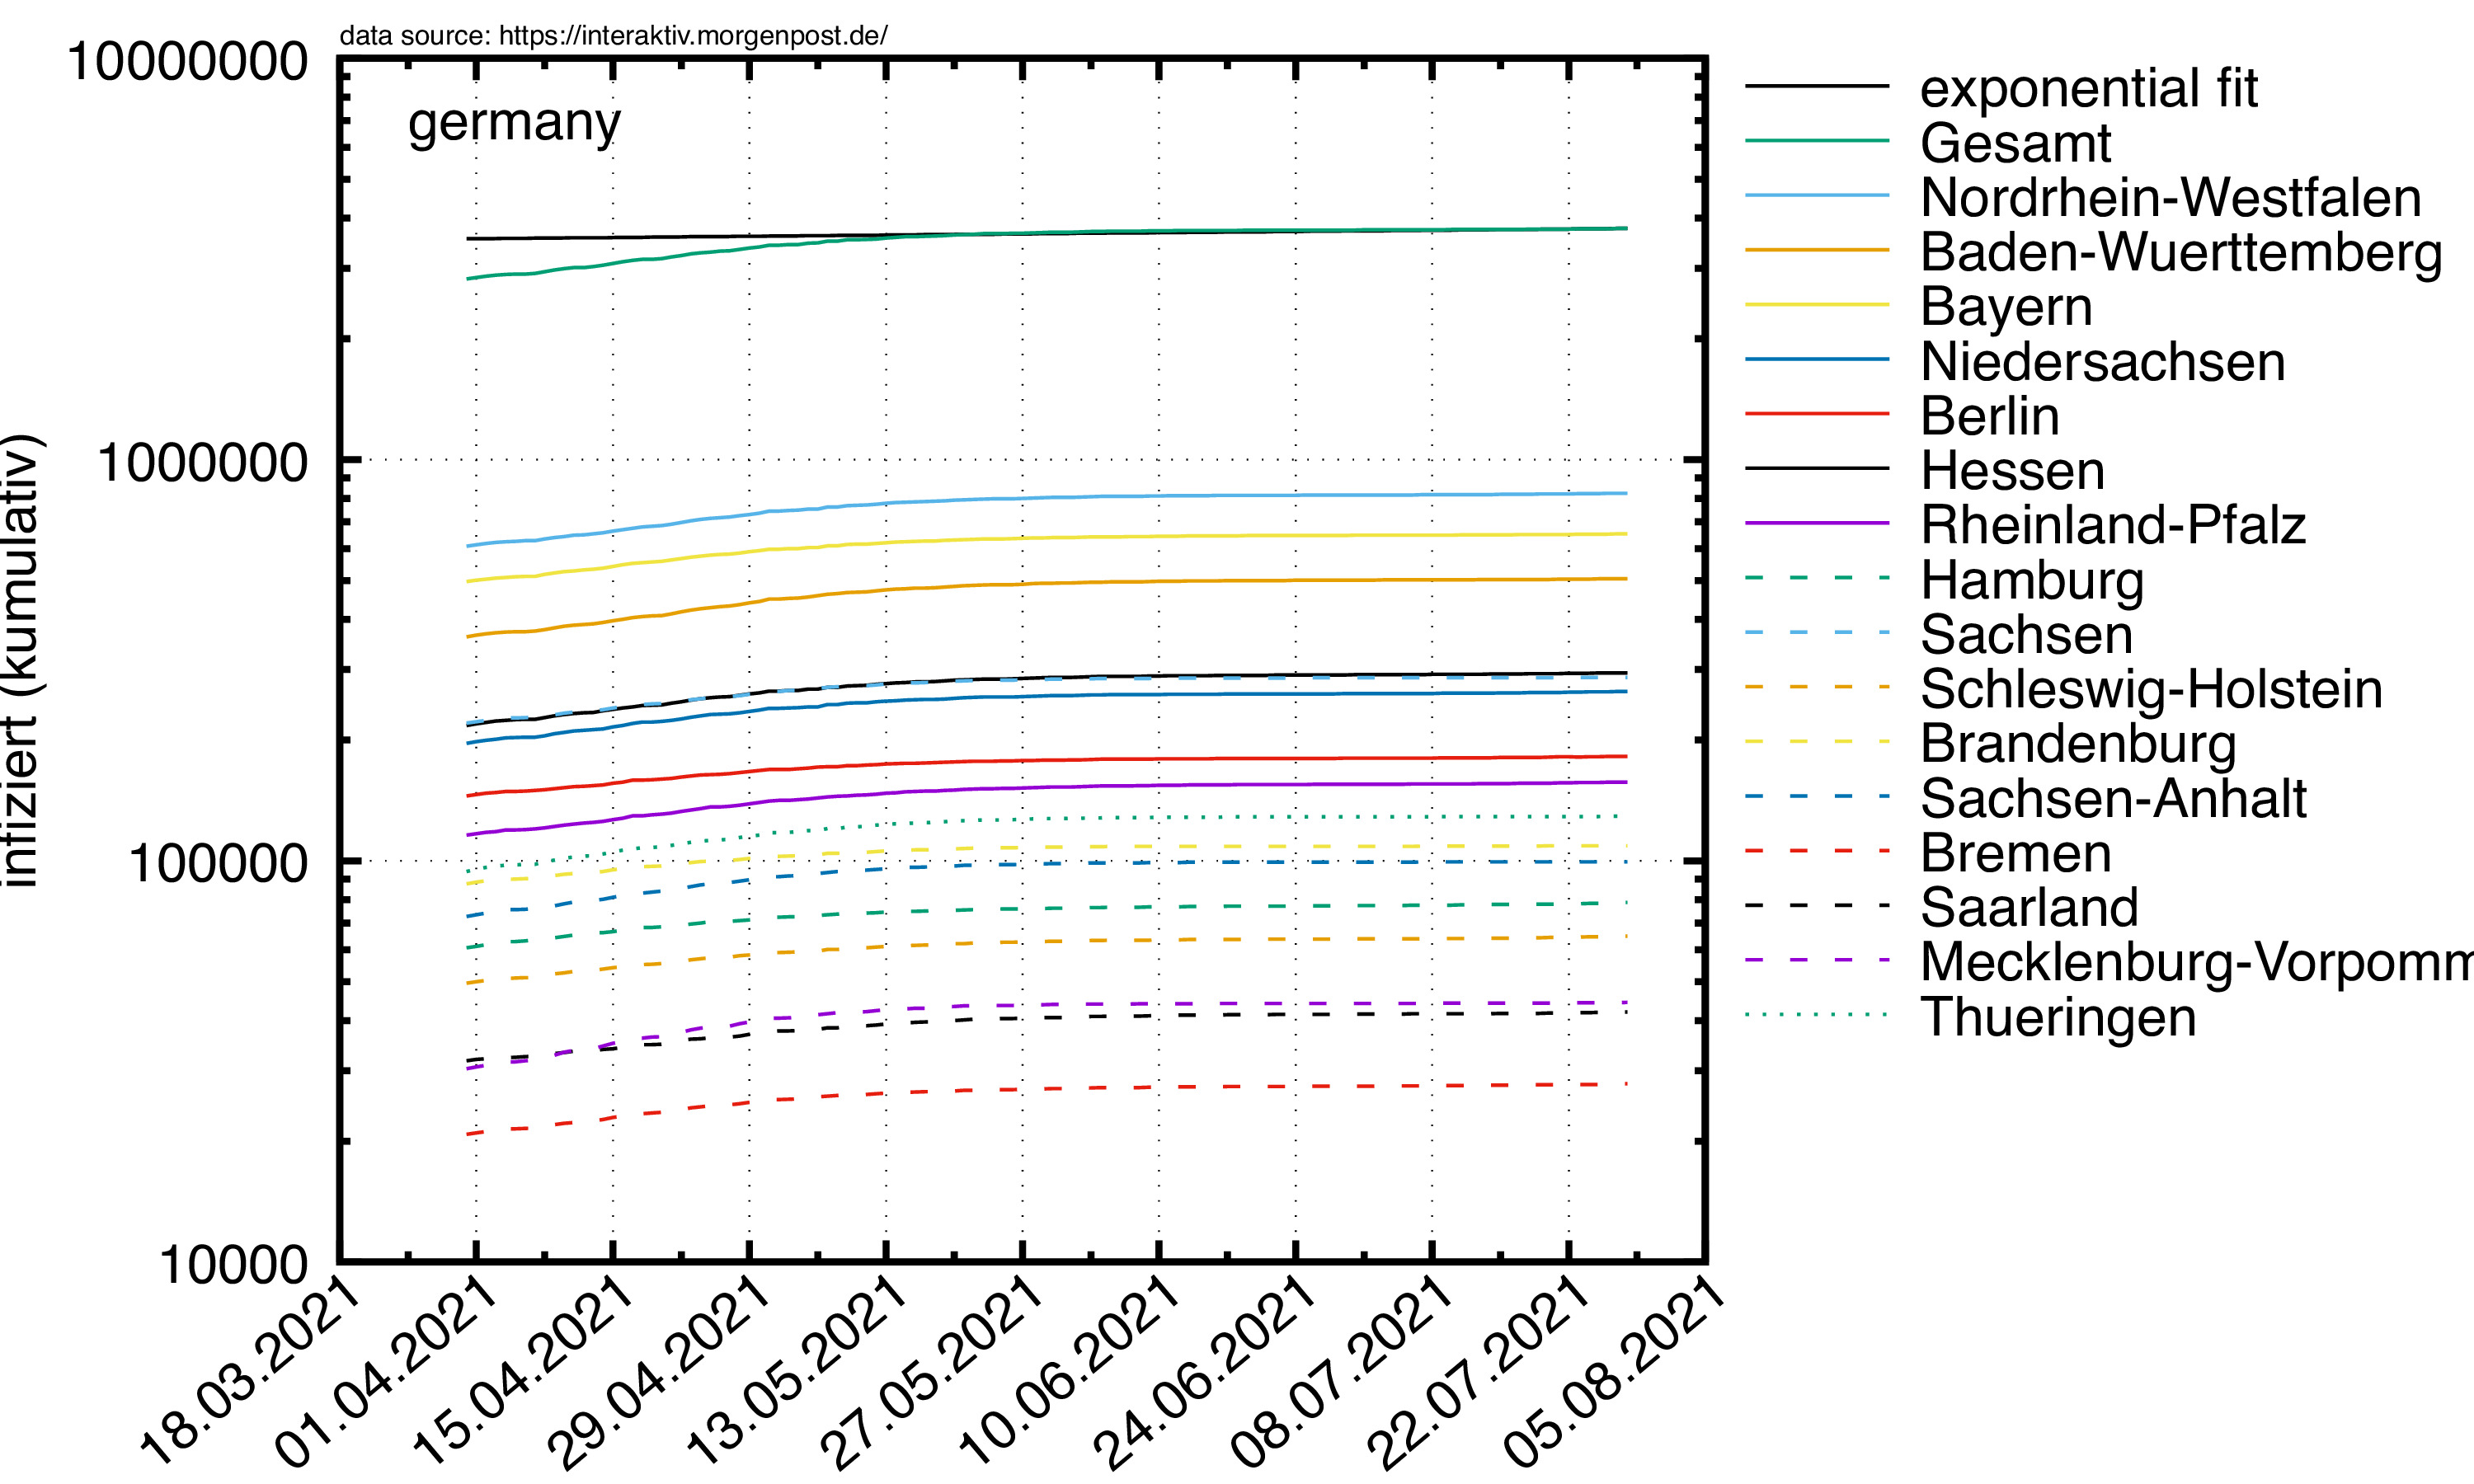 data source: https://interaktiv.morgenpost.de/
10000000
1000000
100000
10000
infiziert (kumulativ)
germany
exponential fit
Gesamt
Nordrhein-Westfalen
Baden-Wuerttemberg
Bayern
Niedersachsen
Berlin
Hessen
Rheinland-Pfalz
Hamburg
Sachsen
Schleswig-Holstein
Brandenburg
Sachsen-Anhalt
Bremen
Saarland
Mecklenburg-Vorpomm
Thueringen
18.03.2021
01.04.2021
15.04.2021
29.04.2021
13.05.2021
27.05.2021
10.06.2021
24.06.2021
08.07.2021
22.07.2021
05.08.2021